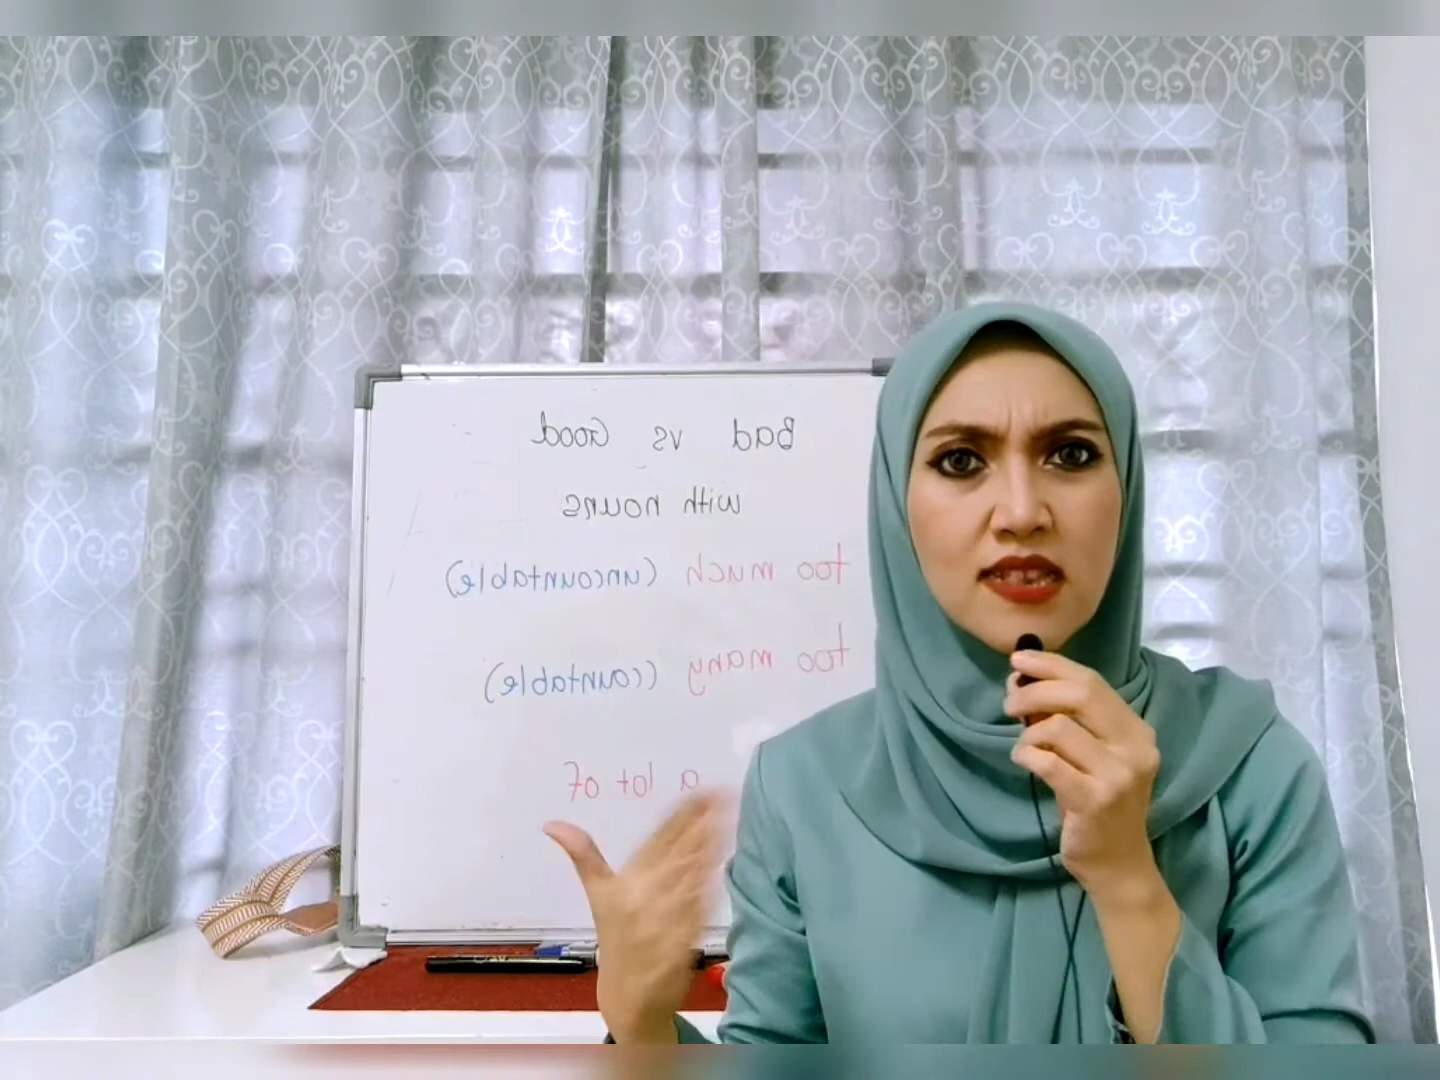 Bad vs Good
with nouns
too much (uncountable)
too many (countable)
a lot of